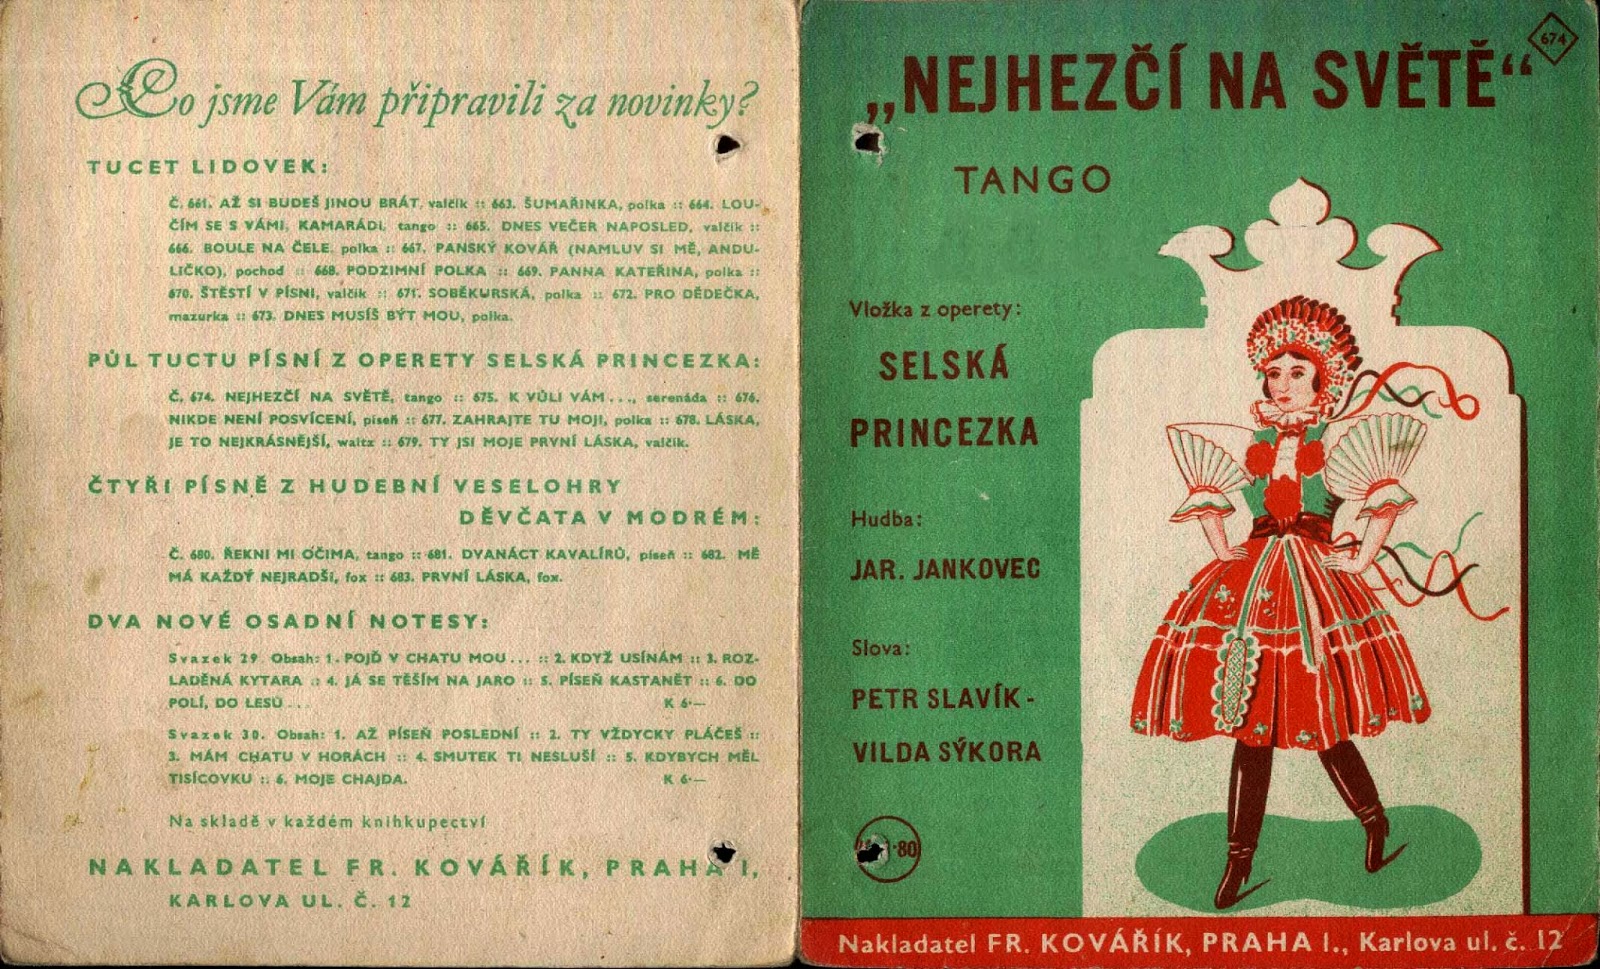 Co jsme Vám připravili za novinky?
TUCET LIDOVEK:
Č. 661. AŽ SI BUDEŠ JINOU BRÁT, valčík :: 663. ŠUMAŘINKA, polka :: 664. LOU-
ČÍM SE S VÁMI, KAMARÁDI, tango :: 665. DNES VEČER NAPOSLED, valčík ::
666. BOULE NA ČELE, polka :: 667. PANSKÝ KOVÁŘ (NAMLUV SI MĚ, ANDU-
LIČKO), pochod :: 668. PODZIMNÍ POLKA :: 669. PANNA KATEŘINA, polka ::
670. ŠTĚSTÍ V PÍSNI, valčík :: 671. SOBĚKURSKÁ, polka :: 672. PRO DĚDEČKA,
mazurka :: 673. DNES MUSÍŠ BÝT MOU, polka.
PŮL TUCTU PÍSNÍ Z OPERETY SELSKÁ PRINCEZKA:
Č. 674. NEJHEZČÍ NA SVĚTĚ, tango :: 675. K VŮLI VÁM..., serenáda :: 676.
NIKDE NENÍ POSVÍCENÍ, píseň :: 677. ZAHRAJTE TU MOJI, polka :: 678. LÁSKA,
JE TO NEJKRÁSNĚJŠÍ, waltz :: 679. TY JSI MOJE PRVNÍ LÁSKA, valčík.
ČTYŘI PÍSNĚ Z HUDEBNÍ VESELOHRY
DĚVČATA V MODRÉM:
Č. 680. ŘEKNI MI OČIMA, tango :: 681. DVANÁCT KAVALÍRŮ, píseň :: 682. MĚ
MÁ KAŽDÝ NEJRADŠI, fox :: 683. PRVNÍ LÁSKA, fox.
DVA NOVÉ OSADNÍ NOTESY:
Svazek 29. Obsah: 1. POJĎ V CHATU MOU... :: 2. KDYŽ USÍNÁM :: 3. ROZ-
LADĚNÁ KYTARA :: 4. JÁ SE TĚŠÍM NA JARO :: 5. PÍSEŇ KASTANĚT :: 6. DO
POLÍ, DO LESŮ... K 6·—
Svazek 30. Obsah: 1. AŽ PÍSEŇ POSLEDNÍ :: 2. TY VŽDYCKY PLÁČEŠ ::
3. MÁM CHATU V HORÁCH :: 4. SMUTEK TI NESLUŠÍ :: 5. KDYBYCH MĚL
TISÍCOVKU :: 6. MOJE CHAJDA. K 6·—
Na skladě v každém knihkupectví
NAKLADATEL FR. KOVÁŘÍK, PRAHA I,
KARLOVA UL. Č. 12
674
„NEJHEZČÍ NA SVĚTĚ“
TANGO
Vložka z operety:
SELSKÁ
PRINCEZKA
Hudba:
JAR. JANKOVEC
Slova:
PETR SLAVÍK -
VILDA SÝKORA
·80
Nakladatel FR. KOVÁŘÍK, PRAHA I., Karlova ul. č. 12